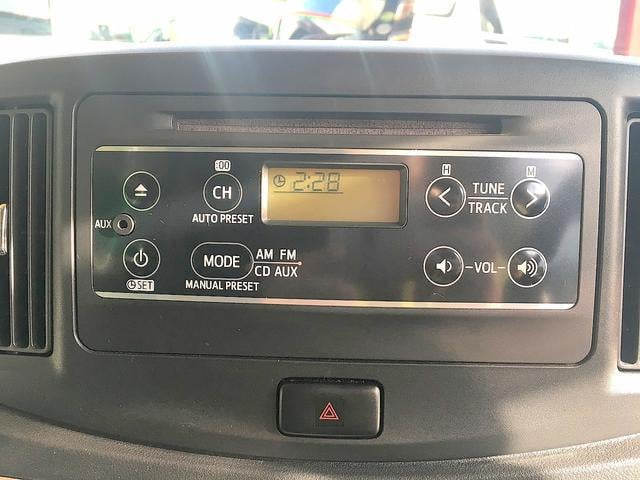 :00
CH
AUTO PRESET
2:28
H
M
TUNE
TRACK
AUX
MODE
AM FM
CD AUX
MANUAL PRESET
SET
-VOL-